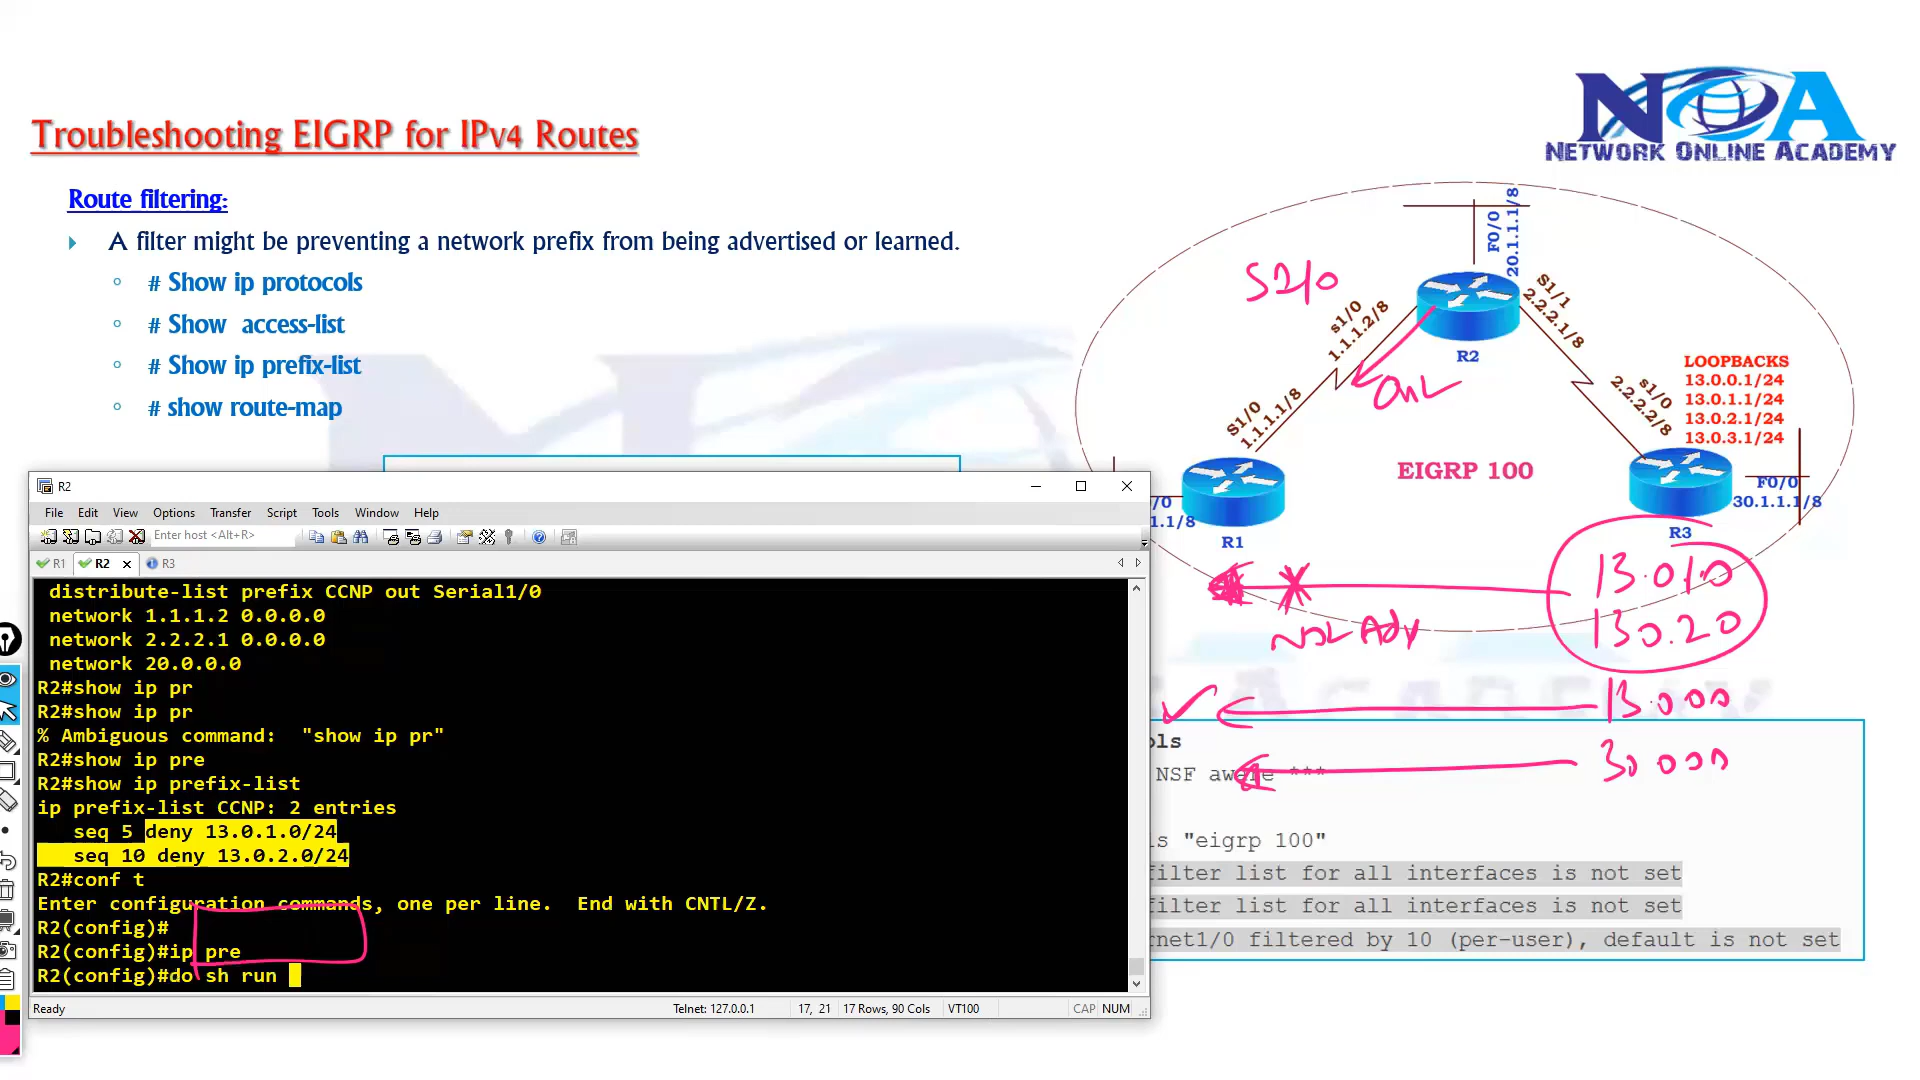 NETWORK ONLINE ACADEMY
Troubleshooting EIGRP for IPv4 Routes
Route filtering:
A filter might be preventing a network prefix from being advertised or learned.
# Show ip protocols
# Show  access-list
# Show ip prefix-list
# show route-map
F0/0
20.1.1.1/8
S2/0
s1/0
1.1.1.2/8
S1/1
2.2.2.1/8
R2
out
LOOPBACKS
13.0.0.1/24
13.0.1.1/24
13.0.2.1/24
13.0.3.1/24
s1/0
2.2.2.2/8
S1/0
1.1.1.1/8
EIGRP 100
F0/0
30.1.1.1/8
/0
1.1/8
R1
R3
13.0.1.0
13.0.2.0
Not Adv
13.0.0.0
30.0.0.0
ols
NSF aware ***
is "eigrp 100"
filter list for all interfaces is not set
filter list for all interfaces is not set
rnet1/0 filtered by 10 (per-user), default is not set
R2
File Edit View Options Transfer Script Tools Window Help
Enter host <Alt+R>
R1 R2 R3
distribute-list prefix CCNP out Serial1/0
network 1.1.1.2 0.0.0.0
network 2.2.2.1 0.0.0.0
network 20.0.0.0
R2#show ip pr
R2#show ip pr
% Ambiguous command:  "show ip pr"
R2#show ip pre
R2#show ip prefix-list
ip prefix-list CCNP: 2 entries
seq 5 deny 13.0.1.0/24
seq 10 deny 13.0.2.0/24
R2#conf t
Enter configuration commands, one per line.  End with CNTL/Z.
R2(config)#
R2(config)#ip pre
R2(config)#do sh run
Ready Telnet: 127.0.0.1 17, 21 17 Rows, 90 Cols VT100 CAP NUM